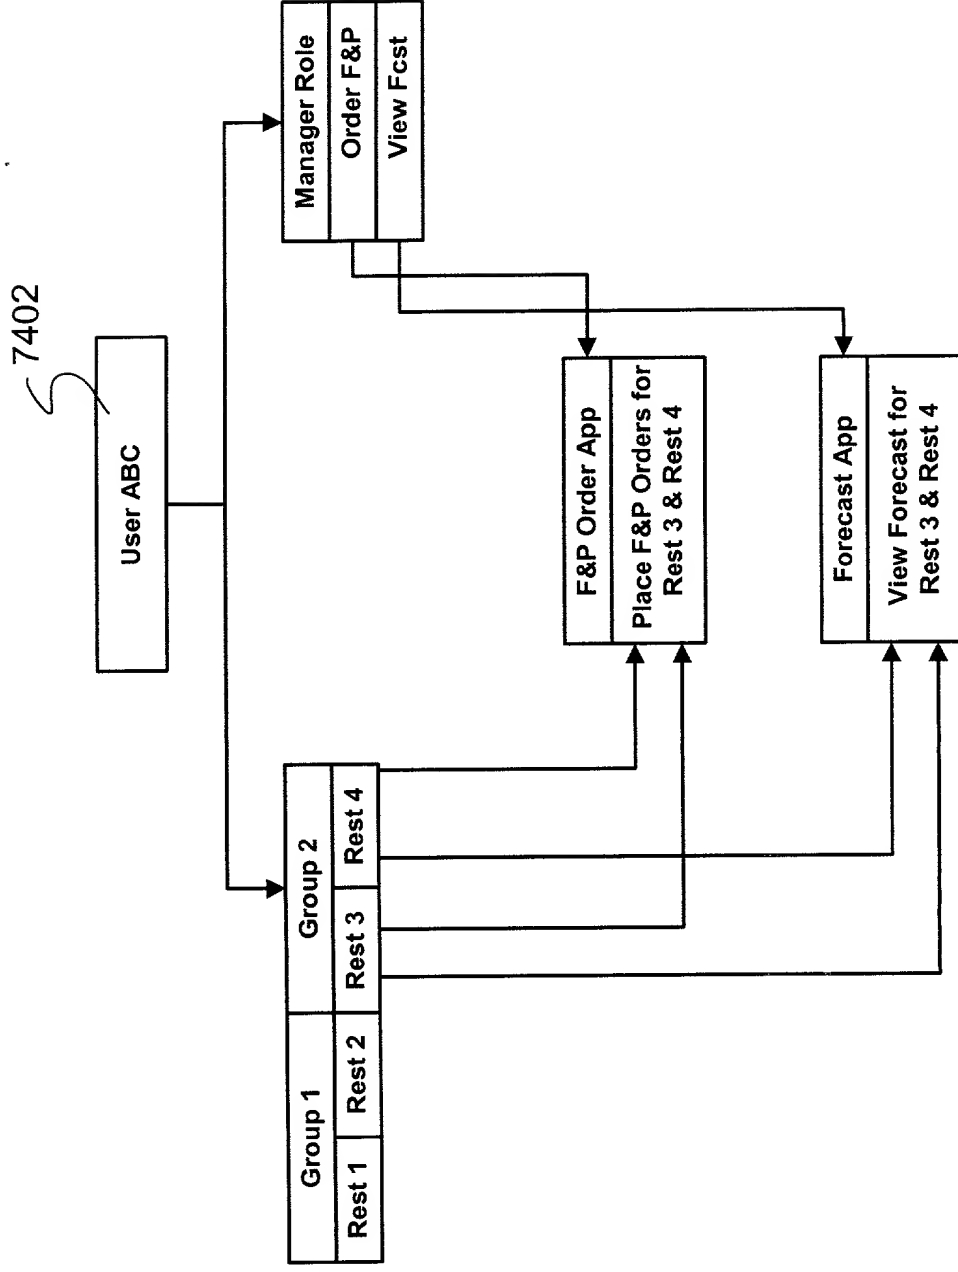 7402
User ABC
Group 1
Group 2
Rest 1
Rest 2
Rest 3
Rest 4
Manager Role
Order F&P
View Fcst
F&P Order App
Place F&P Orders for
Rest 3 & Rest 4
Forecast App
View Forecast for
Rest 3 & Rest 4